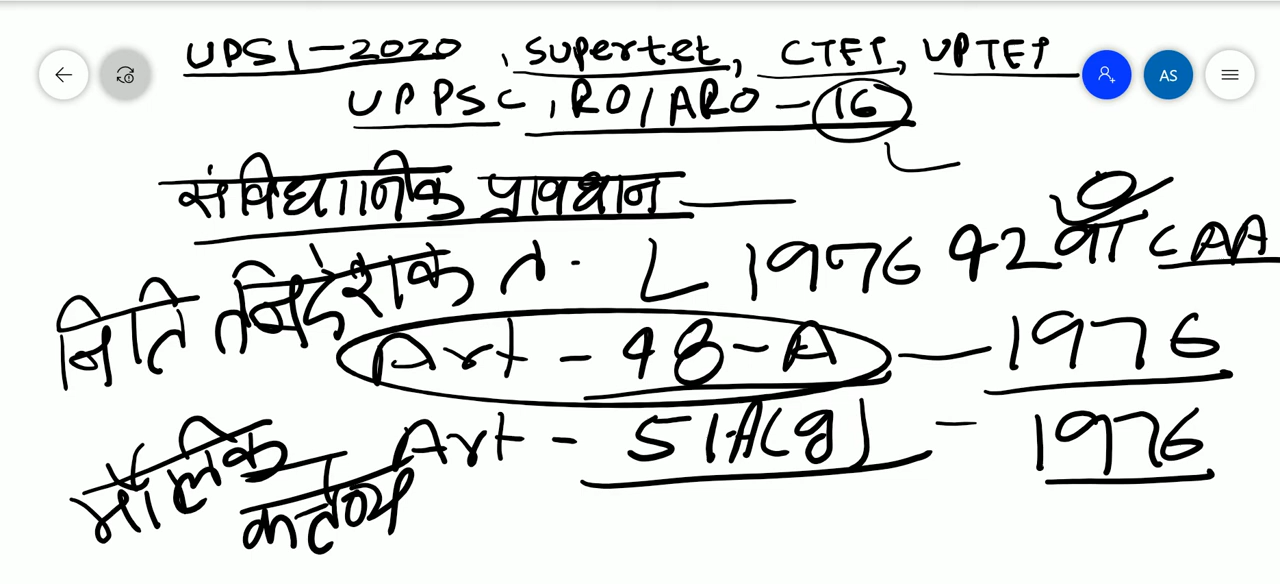 UPSI-2020, Supertet, CTET, UPTET
UPPSC, RO/ARO-16
AS
संविधानिक प्रावधान
निति निर्देशक त. 1976 42वा CAA
Art - 48-A - 1976
मौलिक कर्तव्य Art - 51A(g) - 1976